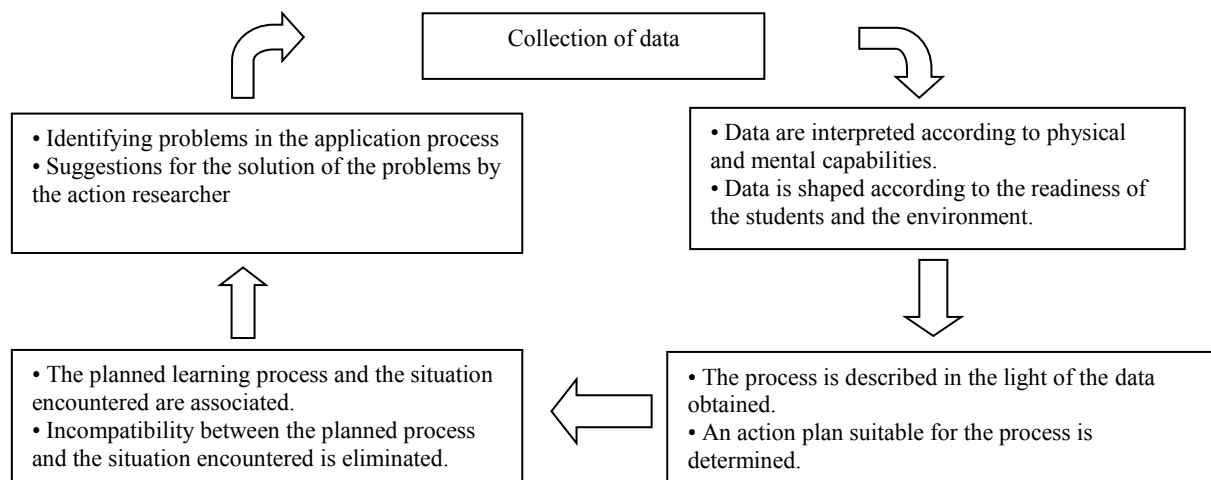 Collection of data
• Identifying problems in the application process
• Suggestions for the solution of the problems by
the action researcher
• Data are interpreted according to physical
and mental capabilities.
• Data is shaped according to the readiness of
the students and the environment.
• The planned learning process and the situation
encountered are associated.
• Incompatibility between the planned process
and the situation encountered is eliminated.
• The process is described in the light of the data
obtained.
• An action plan suitable for the process is
determined.